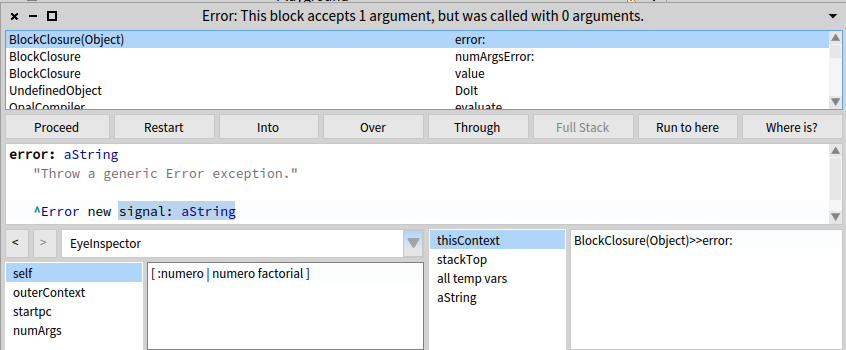 Error: This block accepts 1 argument, but was called with 0 arguments.
BlockClosure(Object) error:
BlockClosure numArgsError:
BlockClosure value
UndefinedObject DoIt
OpalCompiler evaluate
Proceed Restart Into Over Through Full Stack Run to here Where is?
error: aString
"Throw a generic Error exception."
^Error new signal: aString
< > EyeInspector
self
outerContext
startpc
numArgs
[ :numero | numero factorial ]
thisContext
stackTop
all temp vars
aString
BlockClosure(Object)>>error: